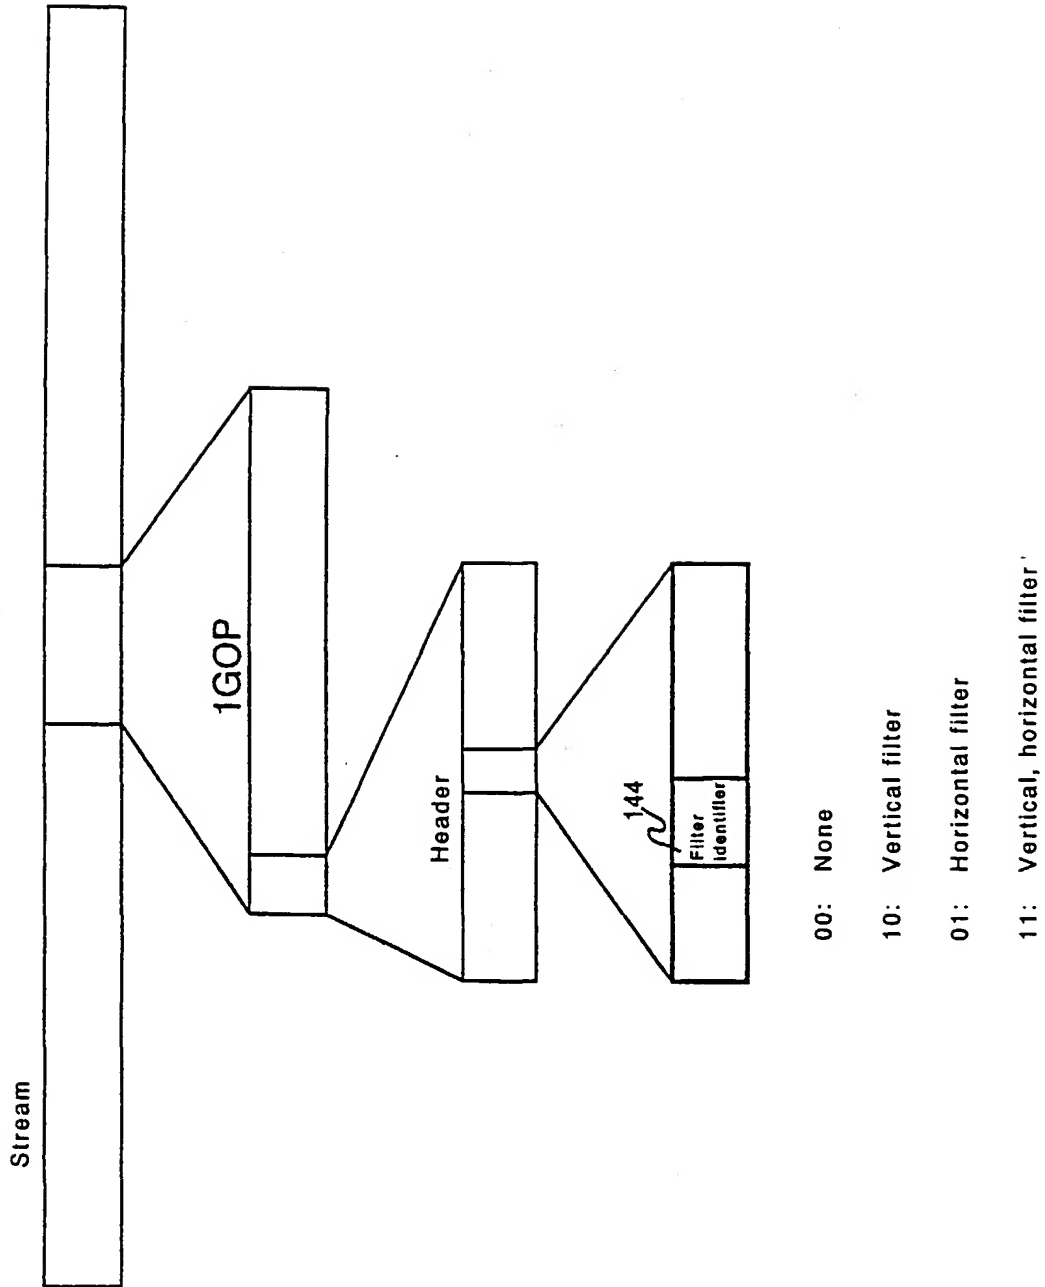 Stream
1GOP
Header
144
Filter
identifier
00: None
10: Vertical filter
01: Horizontal filter
11: Vertical, horizontal filter